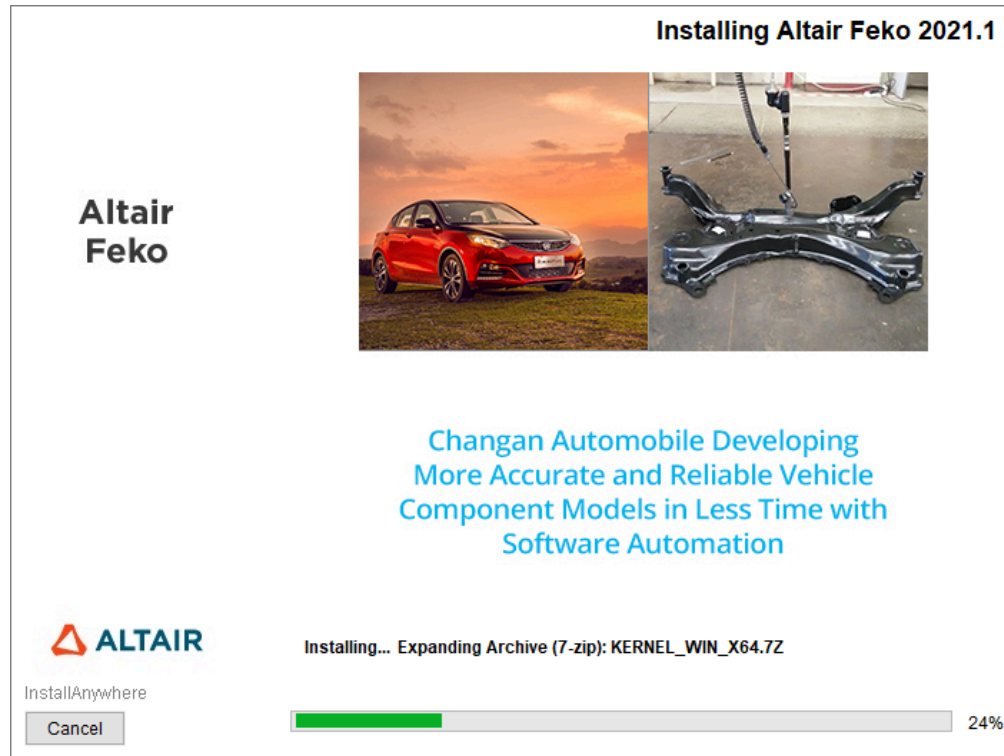 Installing Altair Feko 2021.1
Altair
Feko
Changan Automobile Developing
More Accurate and Reliable Vehicle
Component Models in Less Time with
Software Automation
ALTAIR
Installing... Expanding Archive (7-zip): KERNEL_WIN_X64.7Z
InstallAnywhere
Cancel
24%